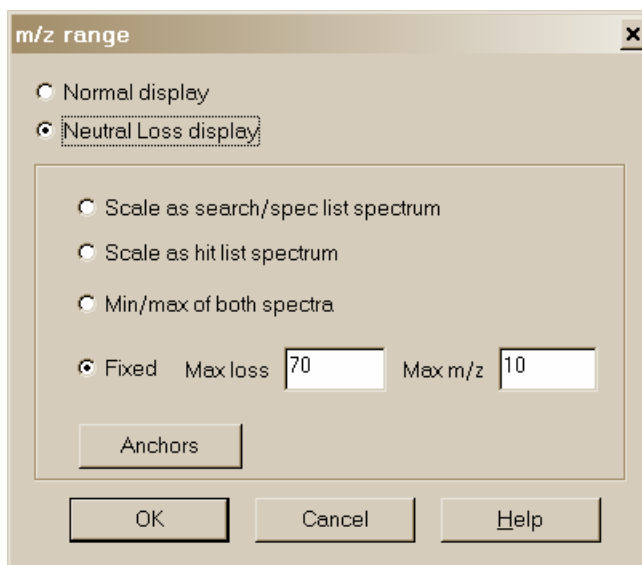 m/z range
Normal display
Neutral Loss display
Scale as search/spec list spectrum
Scale as hit list spectrum
Min/max of both spectra
Fixed Max loss 70 Max m/z 10
Anchors
OK Cancel Help